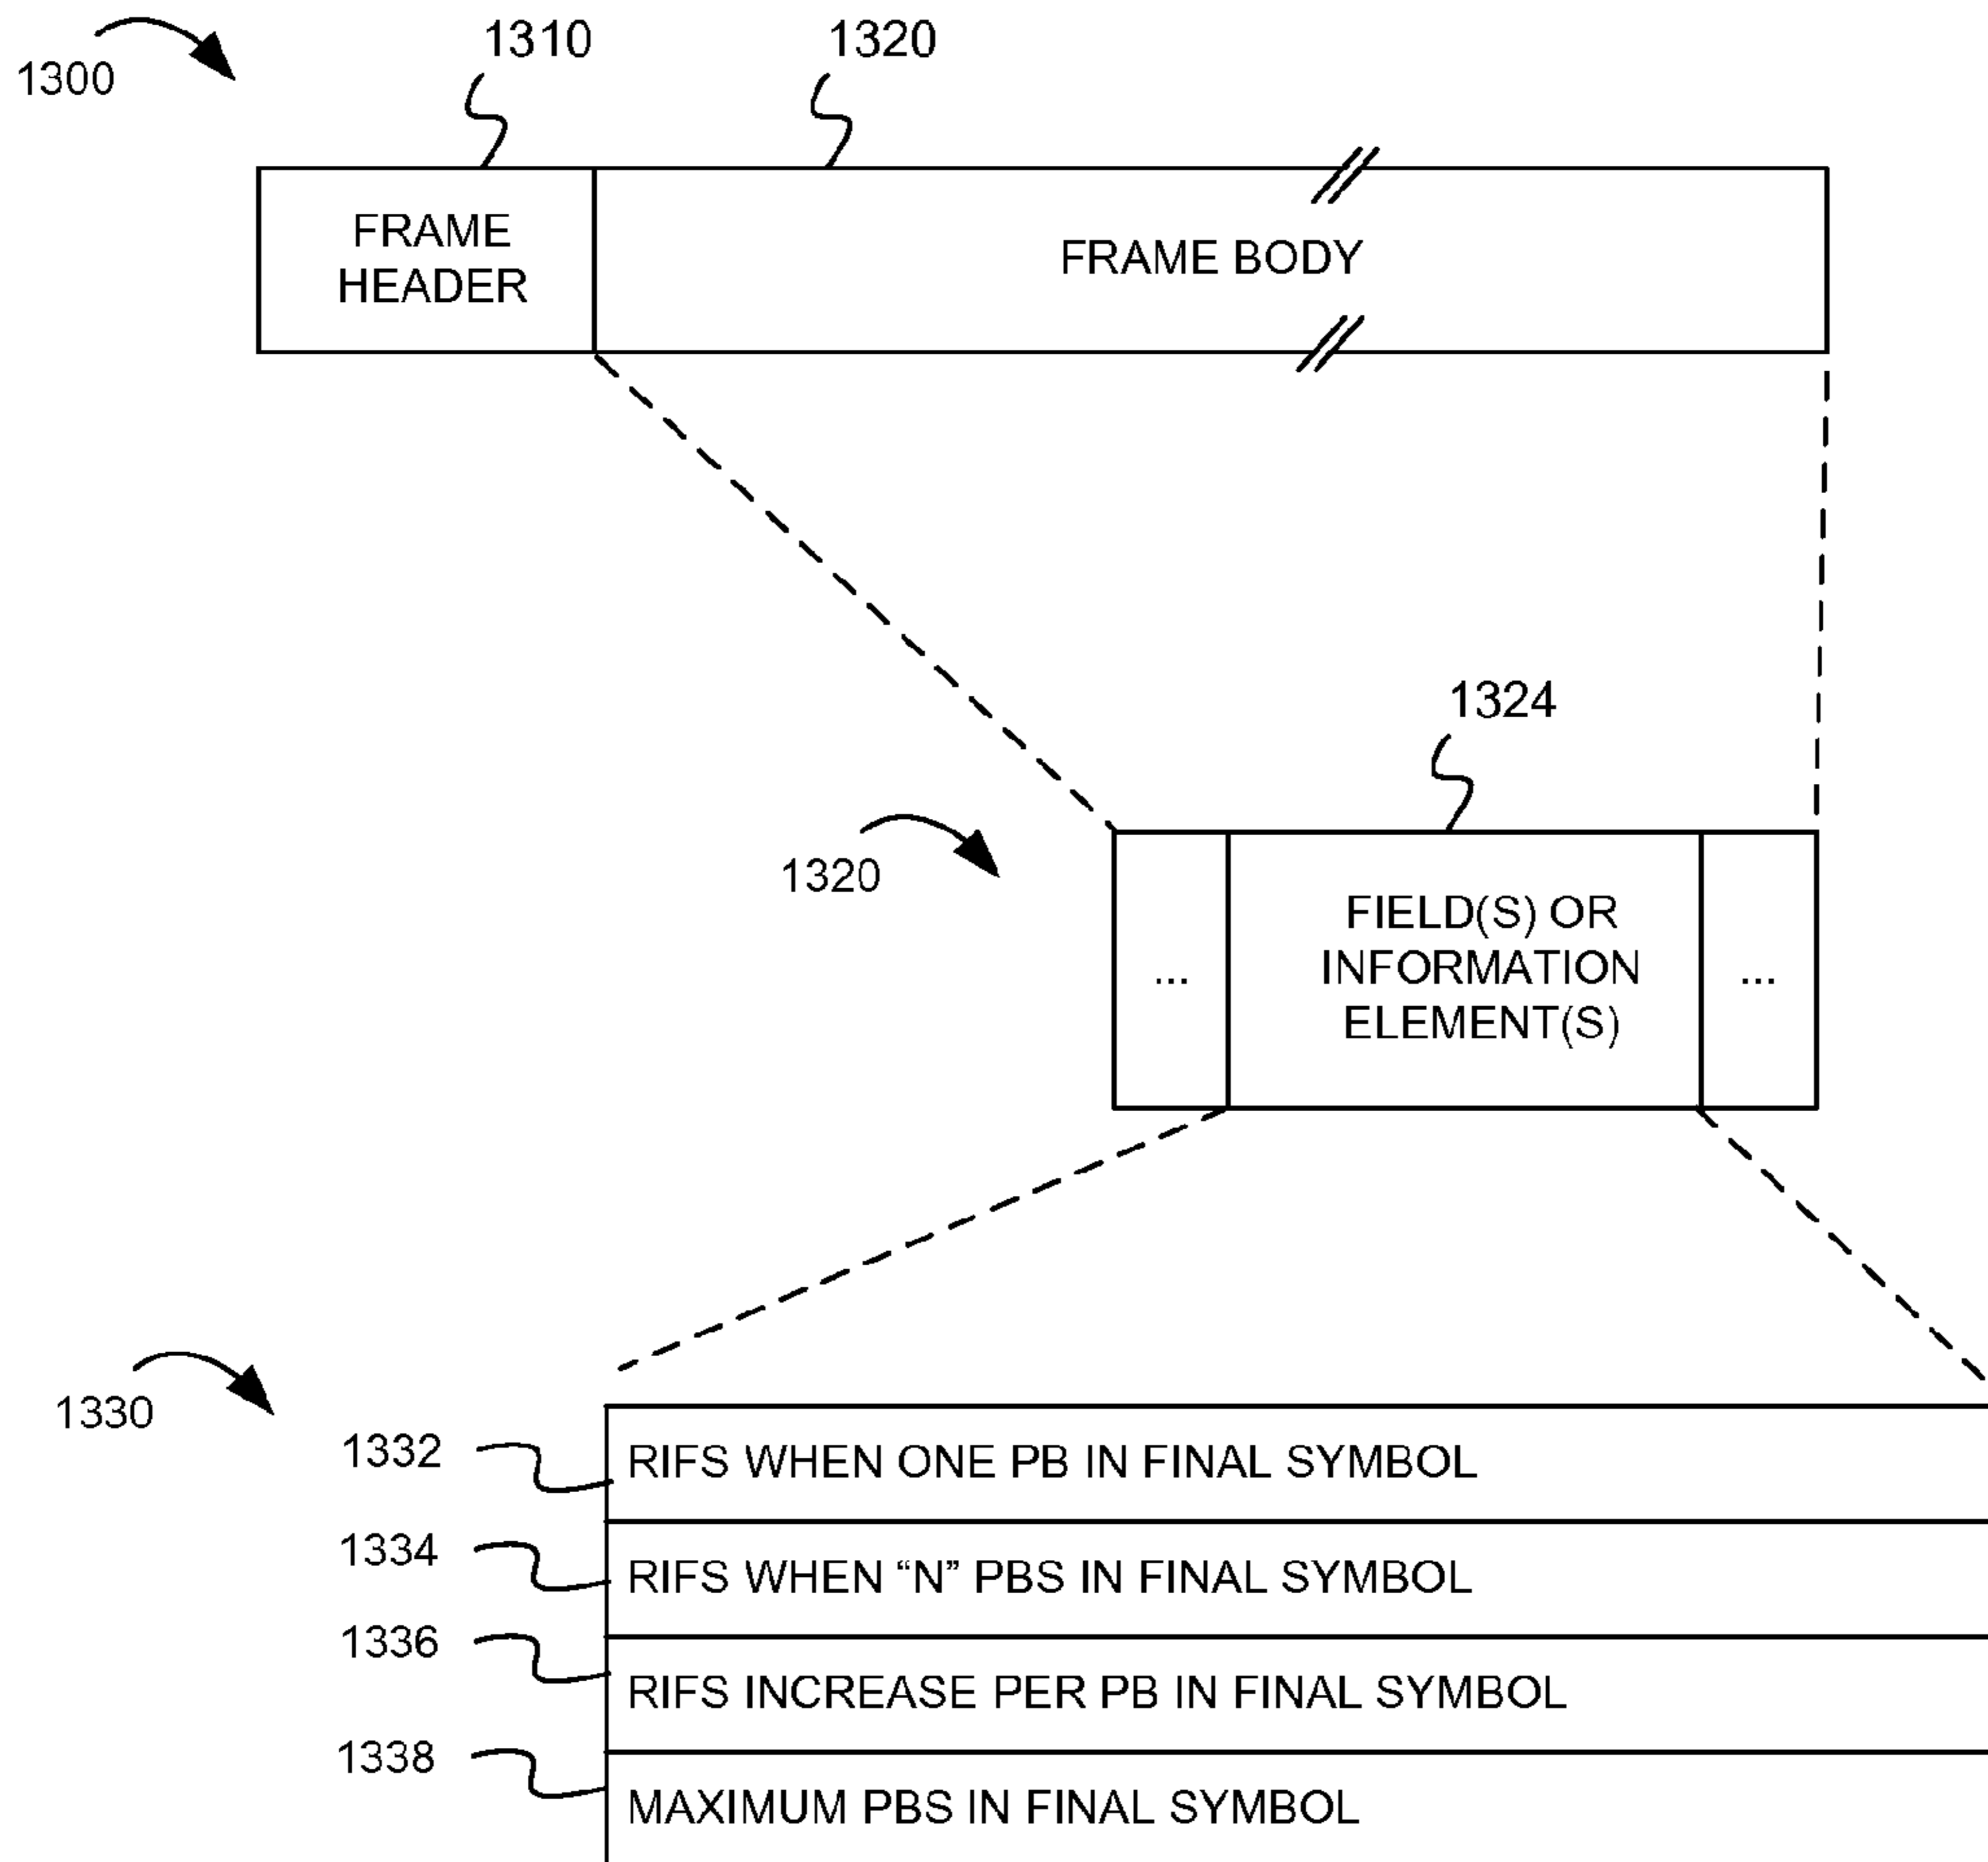 1300
1310
1320
FRAME
HEADER
FRAME BODY
1324
1320
FIELD(S) OR
INFORMATION
ELEMENT(S)
...
...
1330
1332
RIFS WHEN ONE PB IN FINAL SYMBOL
1334
RIFS WHEN “N” PBS IN FINAL SYMBOL
1336
RIFS INCREASE PER PB IN FINAL SYMBOL
1338
MAXIMUM PBS IN FINAL SYMBOL